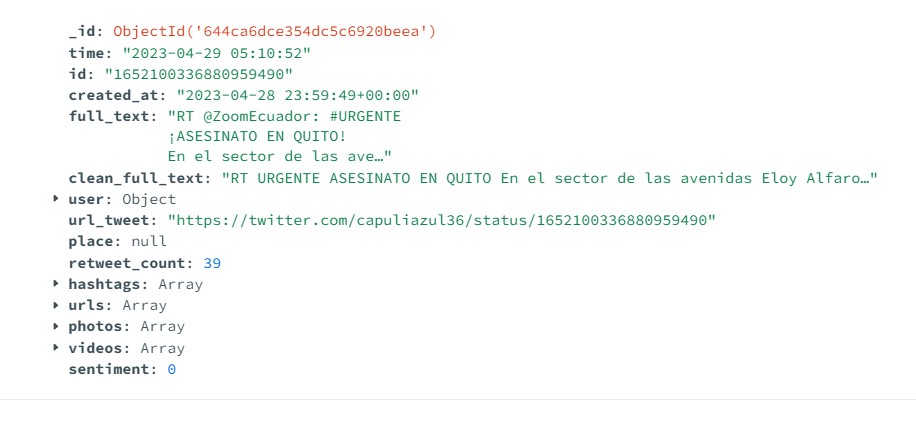 _id: ObjectId('644ca6dce354dc5c6920beea')
time: "2023-04-29 05:10:52"
id: "1652100336880959490"
created_at: "2023-04-28 23:59:49+00:00"
full_text: "RT @ZoomEcuador: #URGENTE
¡ASESINATO EN QUITO!
En el sector de las ave…"
clean_full_text: "RT URGENTE ASESINATO EN QUITO En el sector de las avenidas Eloy Alfaro…"
user: Object
url_tweet: "https://twitter.com/capuliazul36/status/1652100336880959490"
place: null
retweet_count: 39
hashtags: Array
urls: Array
photos: Array
videos: Array
sentiment: 0